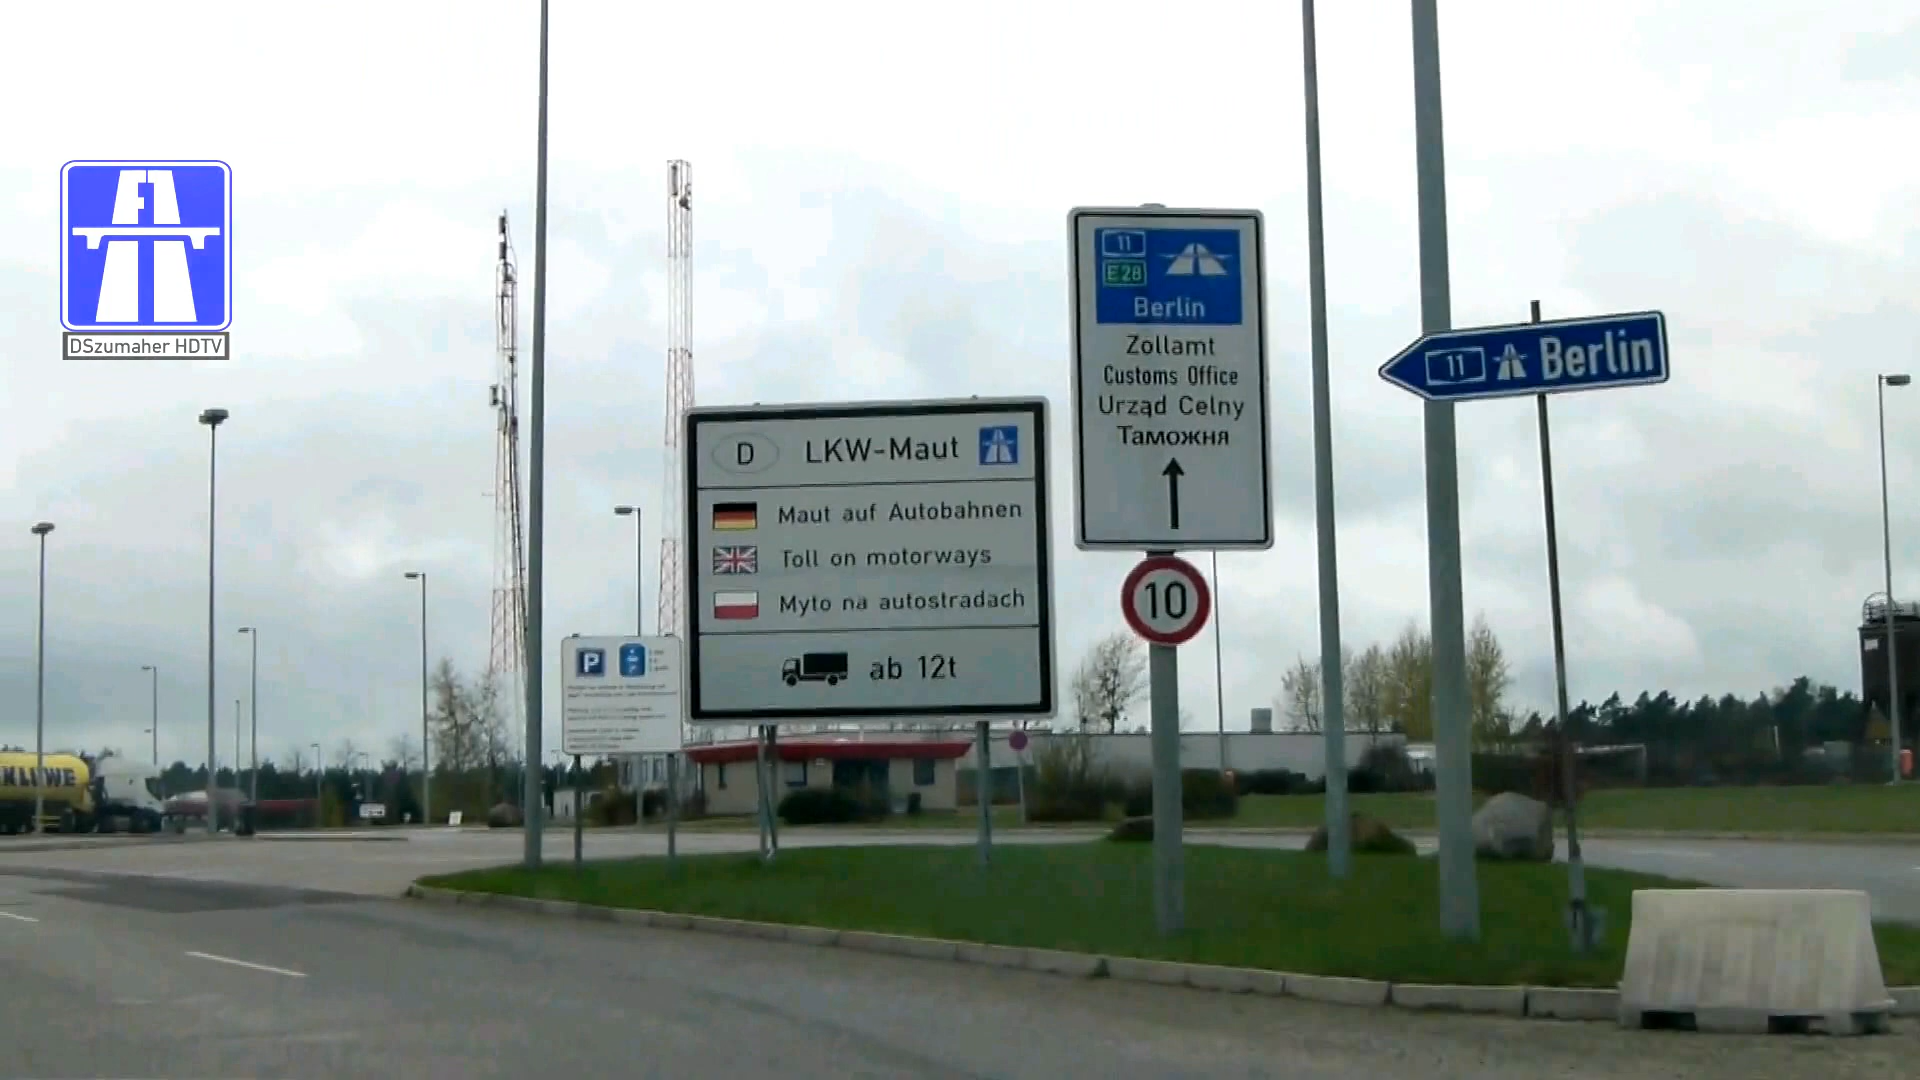 DSzumaher HDTV
KLUWE
P
D LKW-Maut
Maut auf Autobahnen
Toll on motorways
Myto na autostradach
ab 12t
11
E28
Berlin
Zollamt
Customs Office
Urząd Celny
Таможня
10
11 Berlin